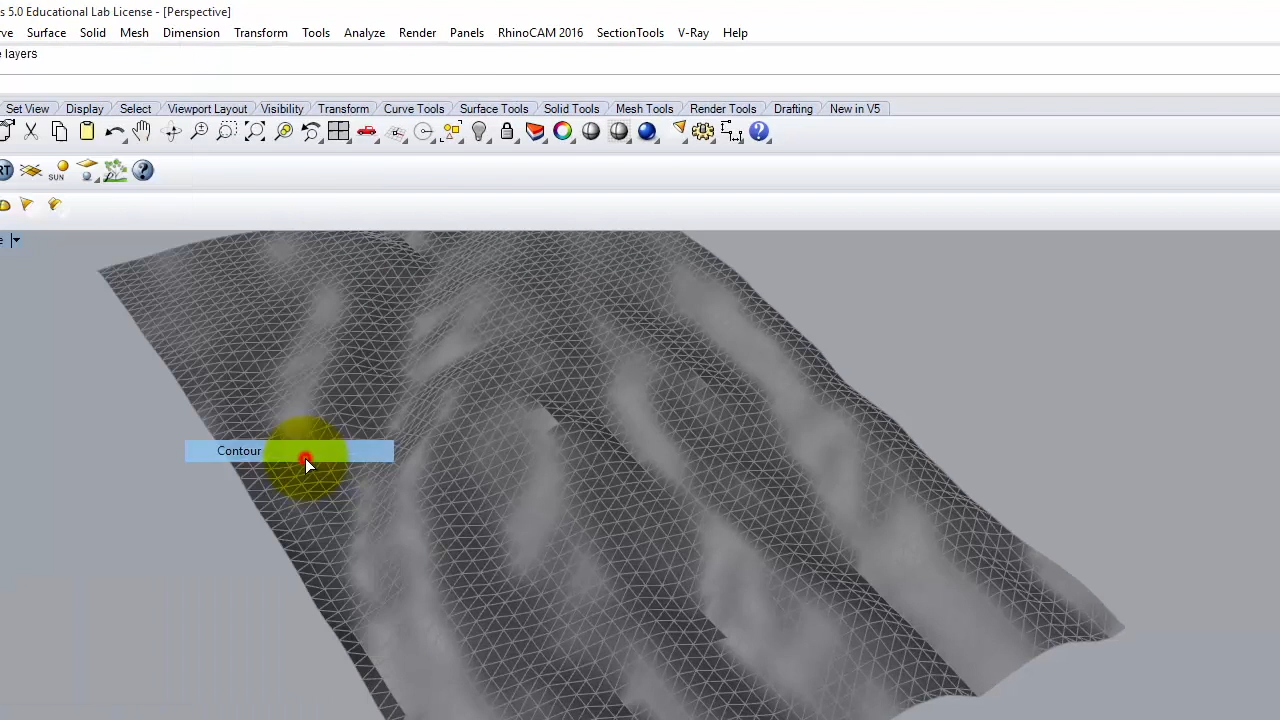 s 5.0 Educational Lab License - [Perspective]
rve Surface Solid Mesh Dimension Transform Tools Analyze Render Panels RhinoCAM 2016 SectionTools V-Ray Help
e layers
Set View Display Select Viewport Layout Visibility Transform Curve Tools Surface Tools Solid Tools Mesh Tools Render Tools Drafting New in V5
RT SUN
e
Contour